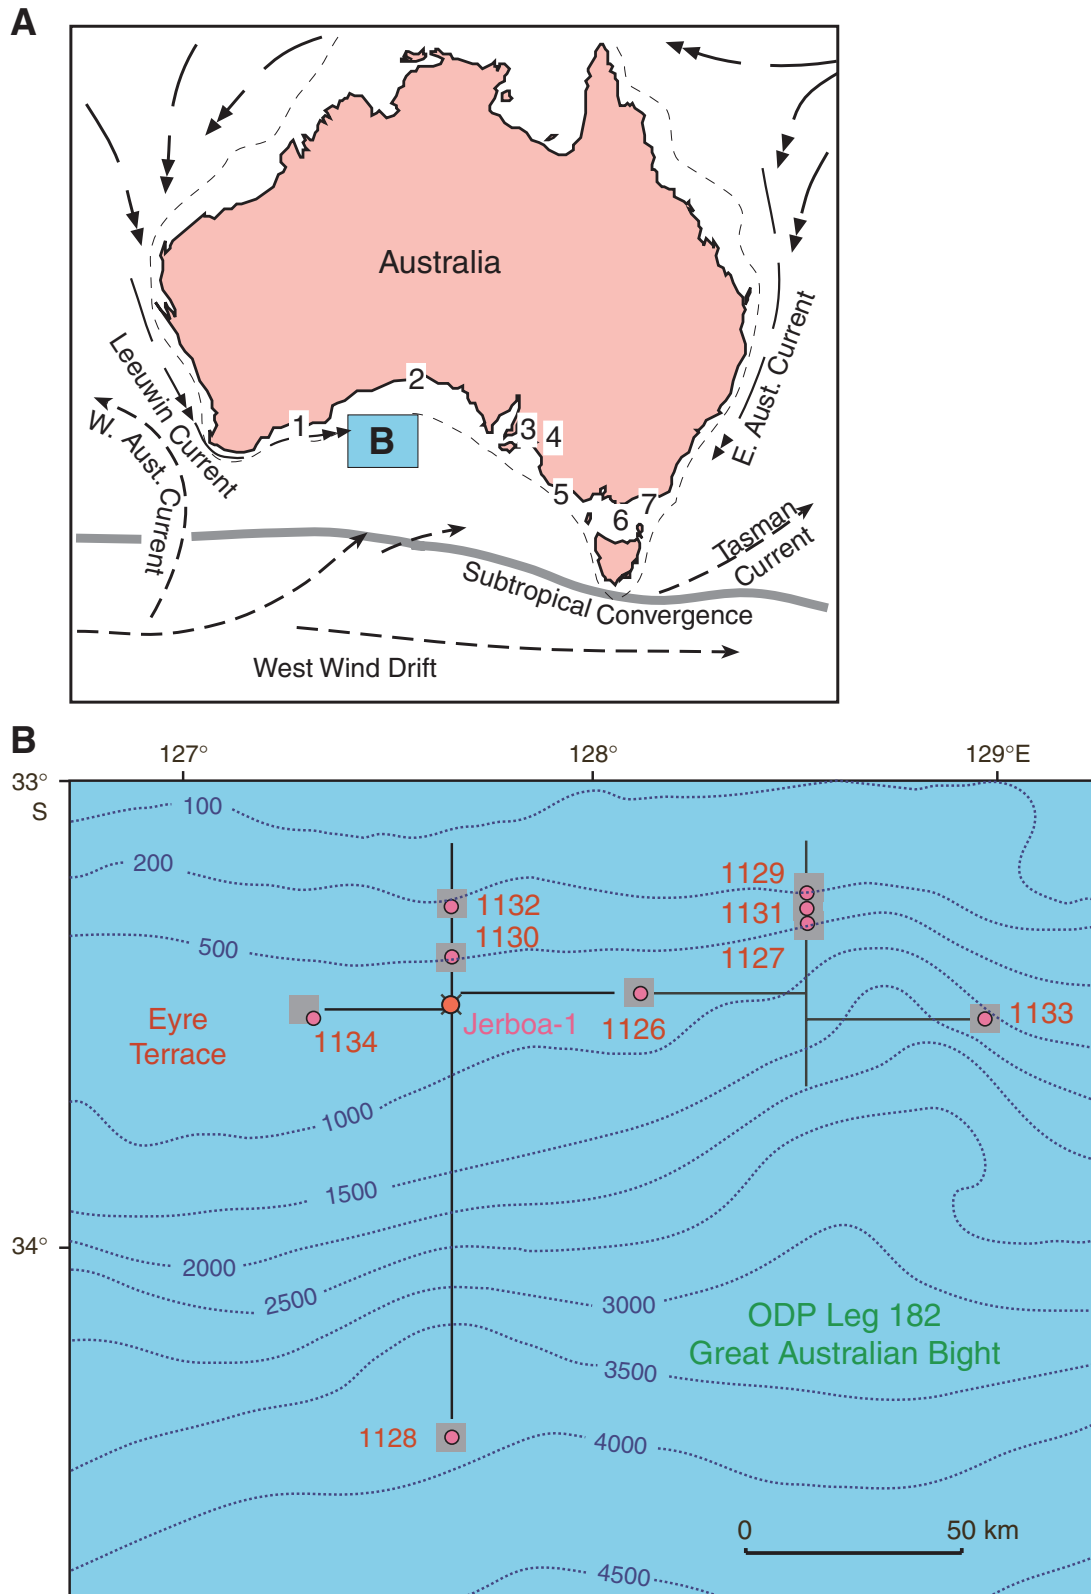 A
Australia
Leeuwin Current
W. Aust. Current
E. Aust. Current
1
2
B
3
4
5
6
7
Tasman
Current
Subtropical Convergence
West Wind Drift
B
127°
128°
129°E
33°
S
100
200
1129
1132
1131
1130
500
1127
Eyre
Terrace
1134
Jerboa-1
1126
1133
1000
1500
34°
2000
2500
3000
ODP Leg 182
Great Australian Bight
3500
1128
4000
0
50 km
4500